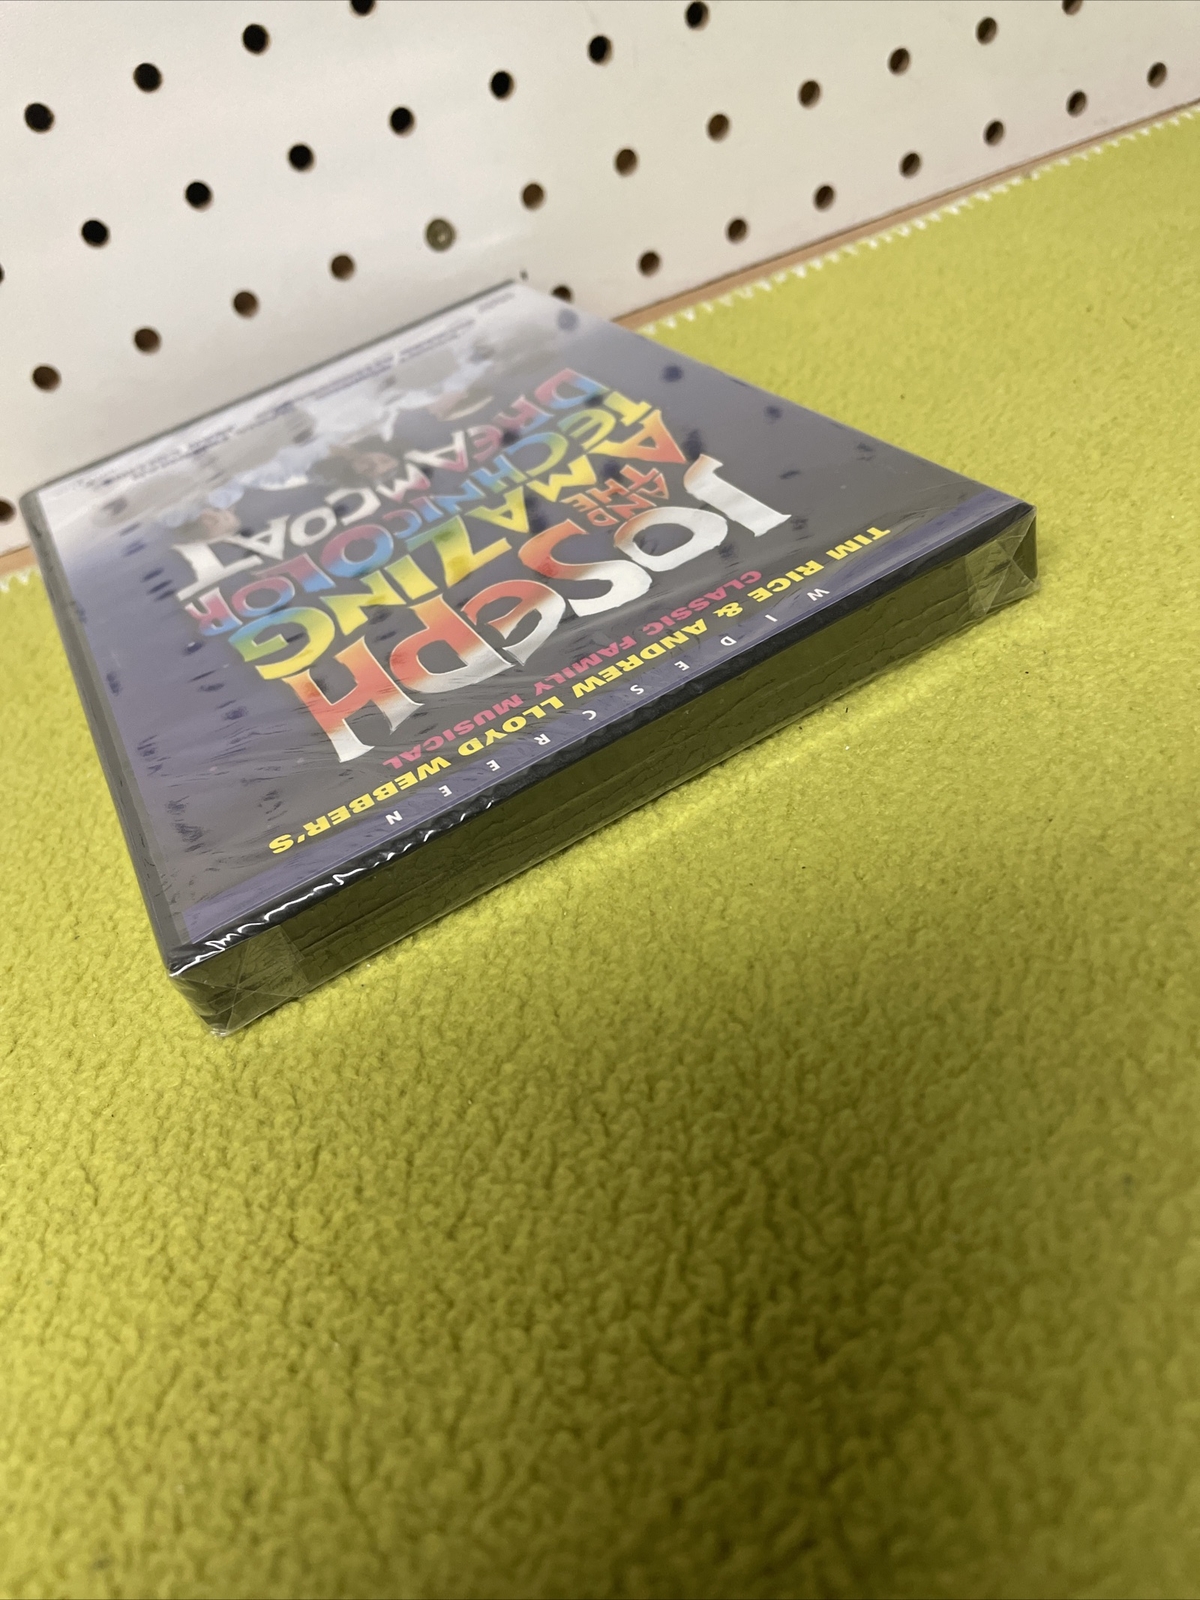 WIDESCREEN
TIM RICE & ANDREW LLOYD WEBBER'S
CLASSIC FAMILY MUSICAL
JOSEPH
AND THE
AMAZING
TECHNICOLOR
DREAMCOAT